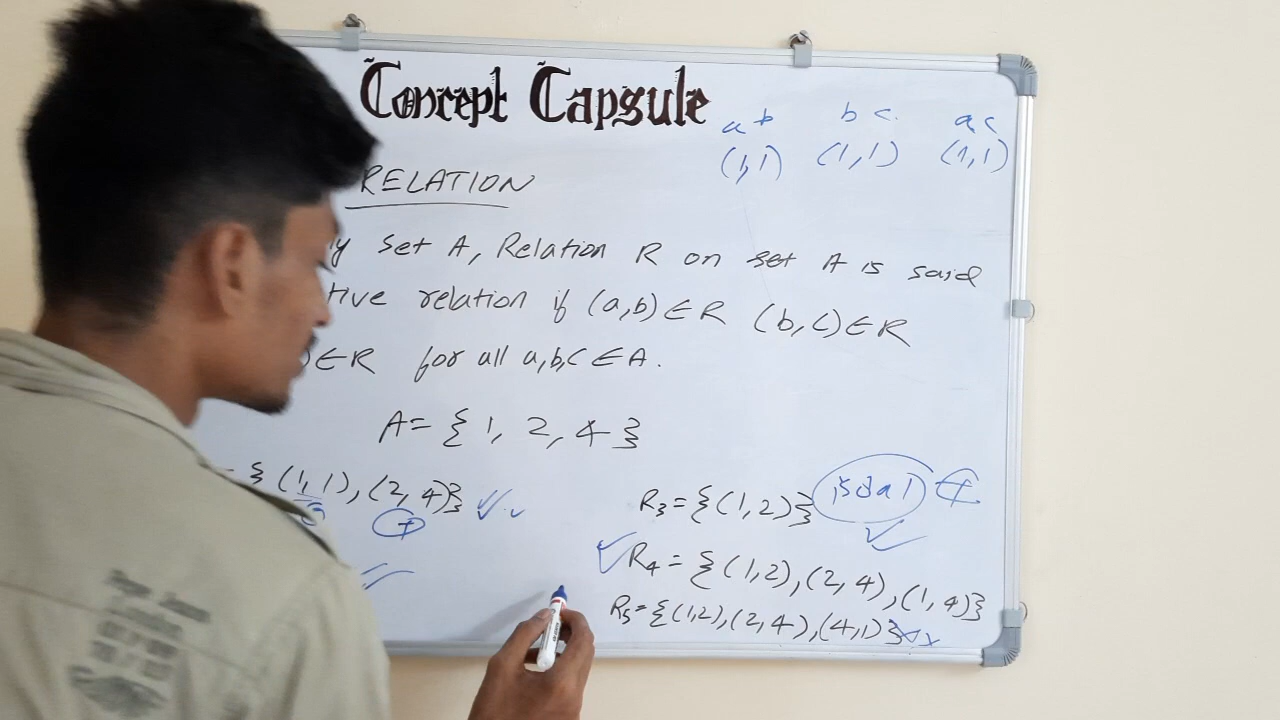 Concept Capsule
a b b c a c
(1,1) (1,1) (1,1)
RELATION
y set A, Relation R on set A is said
tive relation if (a,b)∈R (b,c)∈R
)∈R for all a,b,c∈A.
A= {1, 2, 4}
= {(1,1),(2,4)}
R3={(1,2)}
R4={(1,2),(2,4),(1,4)}
R5={(1,2),(2,4),(4,1)}